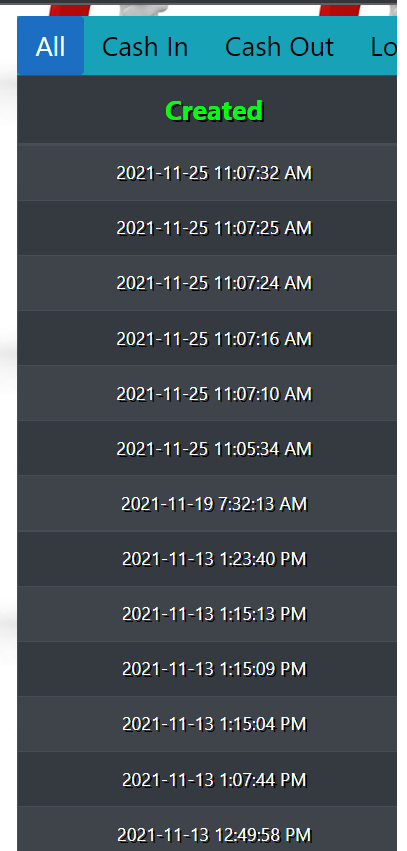 All Cash In Cash Out
Created
2021-11-25 11:07:32 AM
2021-11-25 11:07:25 AM
2021-11-25 11:07:24 AM
2021-11-25 11:07:16 AM
2021-11-25 11:07:10 AM
2021-11-25 11:05:34 AM
2021-11-19 7:32:13 AM
2021-11-13 1:23:40 PM
2021-11-13 1:15:13 PM
2021-11-13 1:15:09 PM
2021-11-13 1:15:04 PM
2021-11-13 1:07:44 PM
2021-11-13 12:49:58 PM